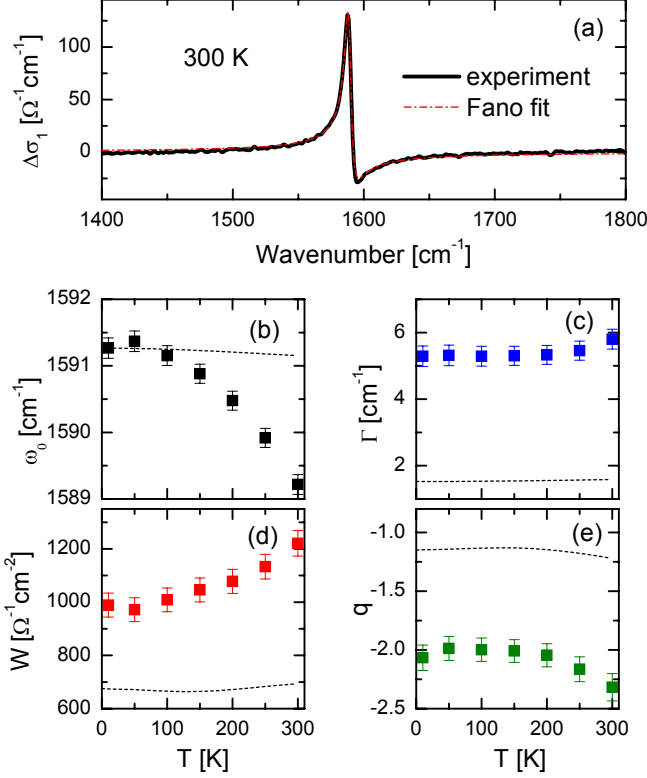 (a)
300 K
experiment
Fano fit
Δσ₁ [Ω⁻¹cm⁻¹]
100
50
0
1400 1500 1600 1700 1800
Wavenumber [cm⁻¹]
(b)
ω₀ [cm⁻¹]
1592
1591
1590
1589
(c)
Γ [cm⁻¹]
6
4
2
(d)
W [Ω⁻¹cm⁻²]
1200
1000
800
600
0 100 200 300
T [K]
(e)
q
-1.0
-1.5
-2.0
-2.5
0 100 200 300
T [K]